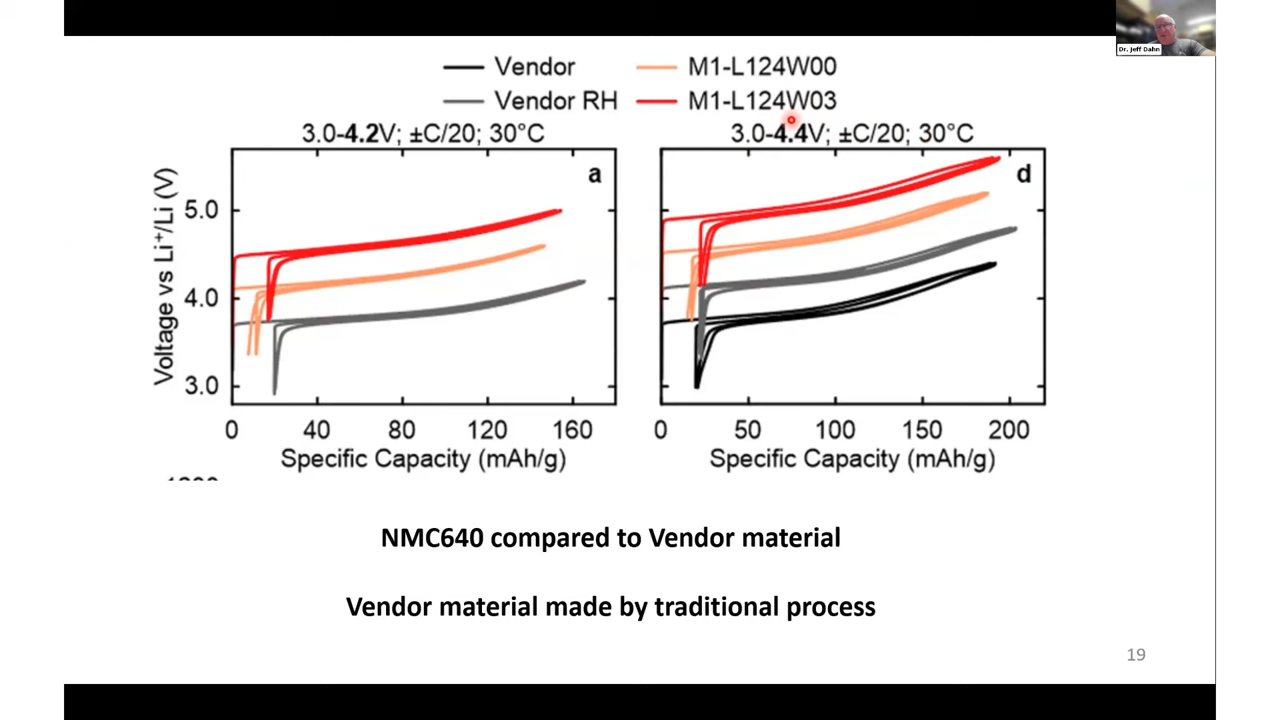 Dr. Jeff Dahn
Vendor
M1-L124W00
Vendor RH
M1-L124W03
3.0-4.2V; ±C/20; 30°C
3.0-4.4V; ±C/20; 30°C
a
d
Voltage vs Li⁺/Li (V)
5.0
4.0
3.0
0 40 80 120 160
0 50 100 150 200
Specific Capacity (mAh/g)
Specific Capacity (mAh/g)
NMC640 compared to Vendor material
Vendor material made by traditional process
19